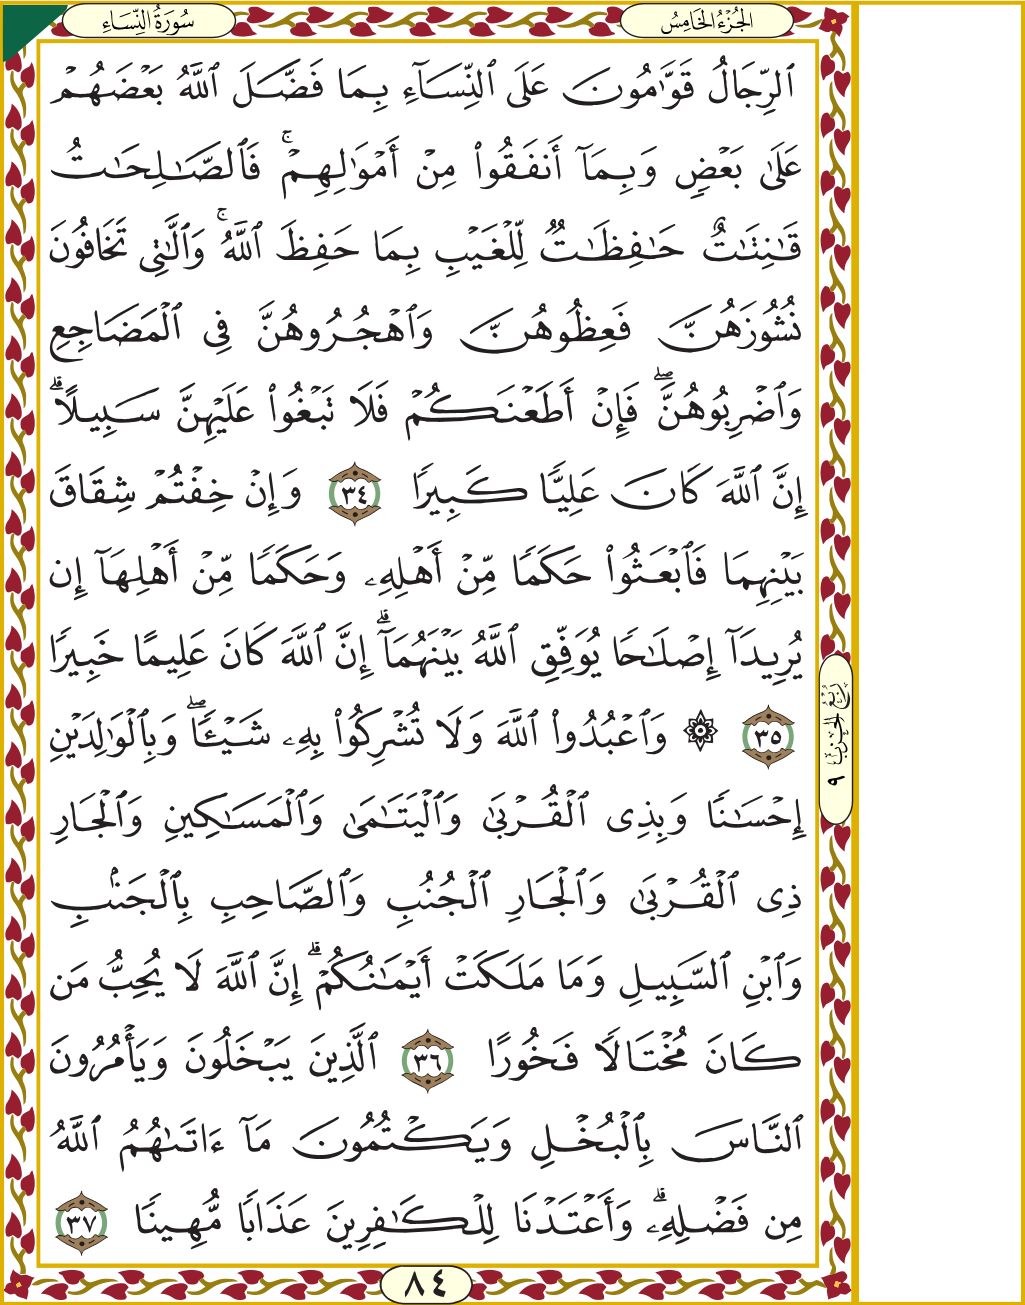 سُورَةُ النِّسَاءِ
الجُزْءُ الخَامِسُ
ٱلرِّجَالُ قَوَّٰمُونَ عَلَى ٱلنِّسَآءِ بِمَا فَضَّلَ ٱللَّهُ بَعْضَهُمْ
عَلَىٰ بَعْضٍ وَبِمَآ أَنفَقُوا۟ مِنْ أَمْوَٰلِهِمْ ۚ فَٱلصَّـٰلِحَـٰتُ
قَـٰنِتَـٰتٌ حَـٰفِظَـٰتٌ لِّلْغَيْبِ بِمَا حَفِظَ ٱللَّهُ ۚ وَٱلَّـٰتِى تَخَافُونَ
نُشُوزَهُنَّ فَعِظُوهُنَّ وَٱهْجُرُوهُنَّ فِى ٱلْمَضَاجِعِ
وَٱضْرِبُوهُنَّ ۖ فَإِنْ أَطَعْنَكُمْ فَلَا تَبْغُوا۟ عَلَيْهِنَّ سَبِيلًا ۗ
إِنَّ ٱللَّهَ كَانَ عَلِيًّا كَبِيرًا ٣٤ وَإِنْ خِفْتُمْ شِقَاقَ
بَيْنِهِمَا فَٱبْعَثُوا۟ حَكَمًا مِّنْ أَهْلِهِۦ وَحَكَمًا مِّنْ أَهْلِهَآ إِن
يُرِيدَآ إِصْلَـٰحًا يُوَفِّقِ ٱللَّهُ بَيْنَهُمَآ ۗ إِنَّ ٱللَّهَ كَانَ عَلِيمًا خَبِيرًا
٣٥ ۞ وَٱعْبُدُوا۟ ٱللَّهَ وَلَا تُشْرِكُوا۟ بِهِۦ شَيْـًٔا ۖ وَبِٱلْوَٰلِدَيْنِ
إِحْسَـٰنًا وَبِذِى ٱلْقُرْبَىٰ وَٱلْيَتَـٰمَىٰ وَٱلْمَسَـٰكِينِ وَٱلْجَارِ
ذِى ٱلْقُرْبَىٰ وَٱلْجَارِ ٱلْجُنُبِ وَٱلصَّاحِبِ بِٱلْجَنۢبِ
وَٱبْنِ ٱلسَّبِيلِ وَمَا مَلَكَتْ أَيْمَـٰنُكُمْ ۗ إِنَّ ٱللَّهَ لَا يُحِبُّ مَن
كَانَ مُخْتَالًا فَخُورًا ٣٦ ٱلَّذِينَ يَبْخَلُونَ وَيَأْمُرُونَ
ٱلنَّاسَ بِٱلْبُخْلِ وَيَكْتُمُونَ مَآ ءَاتَىٰهُمُ ٱللَّهُ
مِن فَضْلِهِۦ ۗ وَأَعْتَدْنَا لِلْكَـٰفِرِينَ عَذَابًا مُّهِينًا ٣٧
رُبْعُ الْحِزْبِ ٩
٨٤